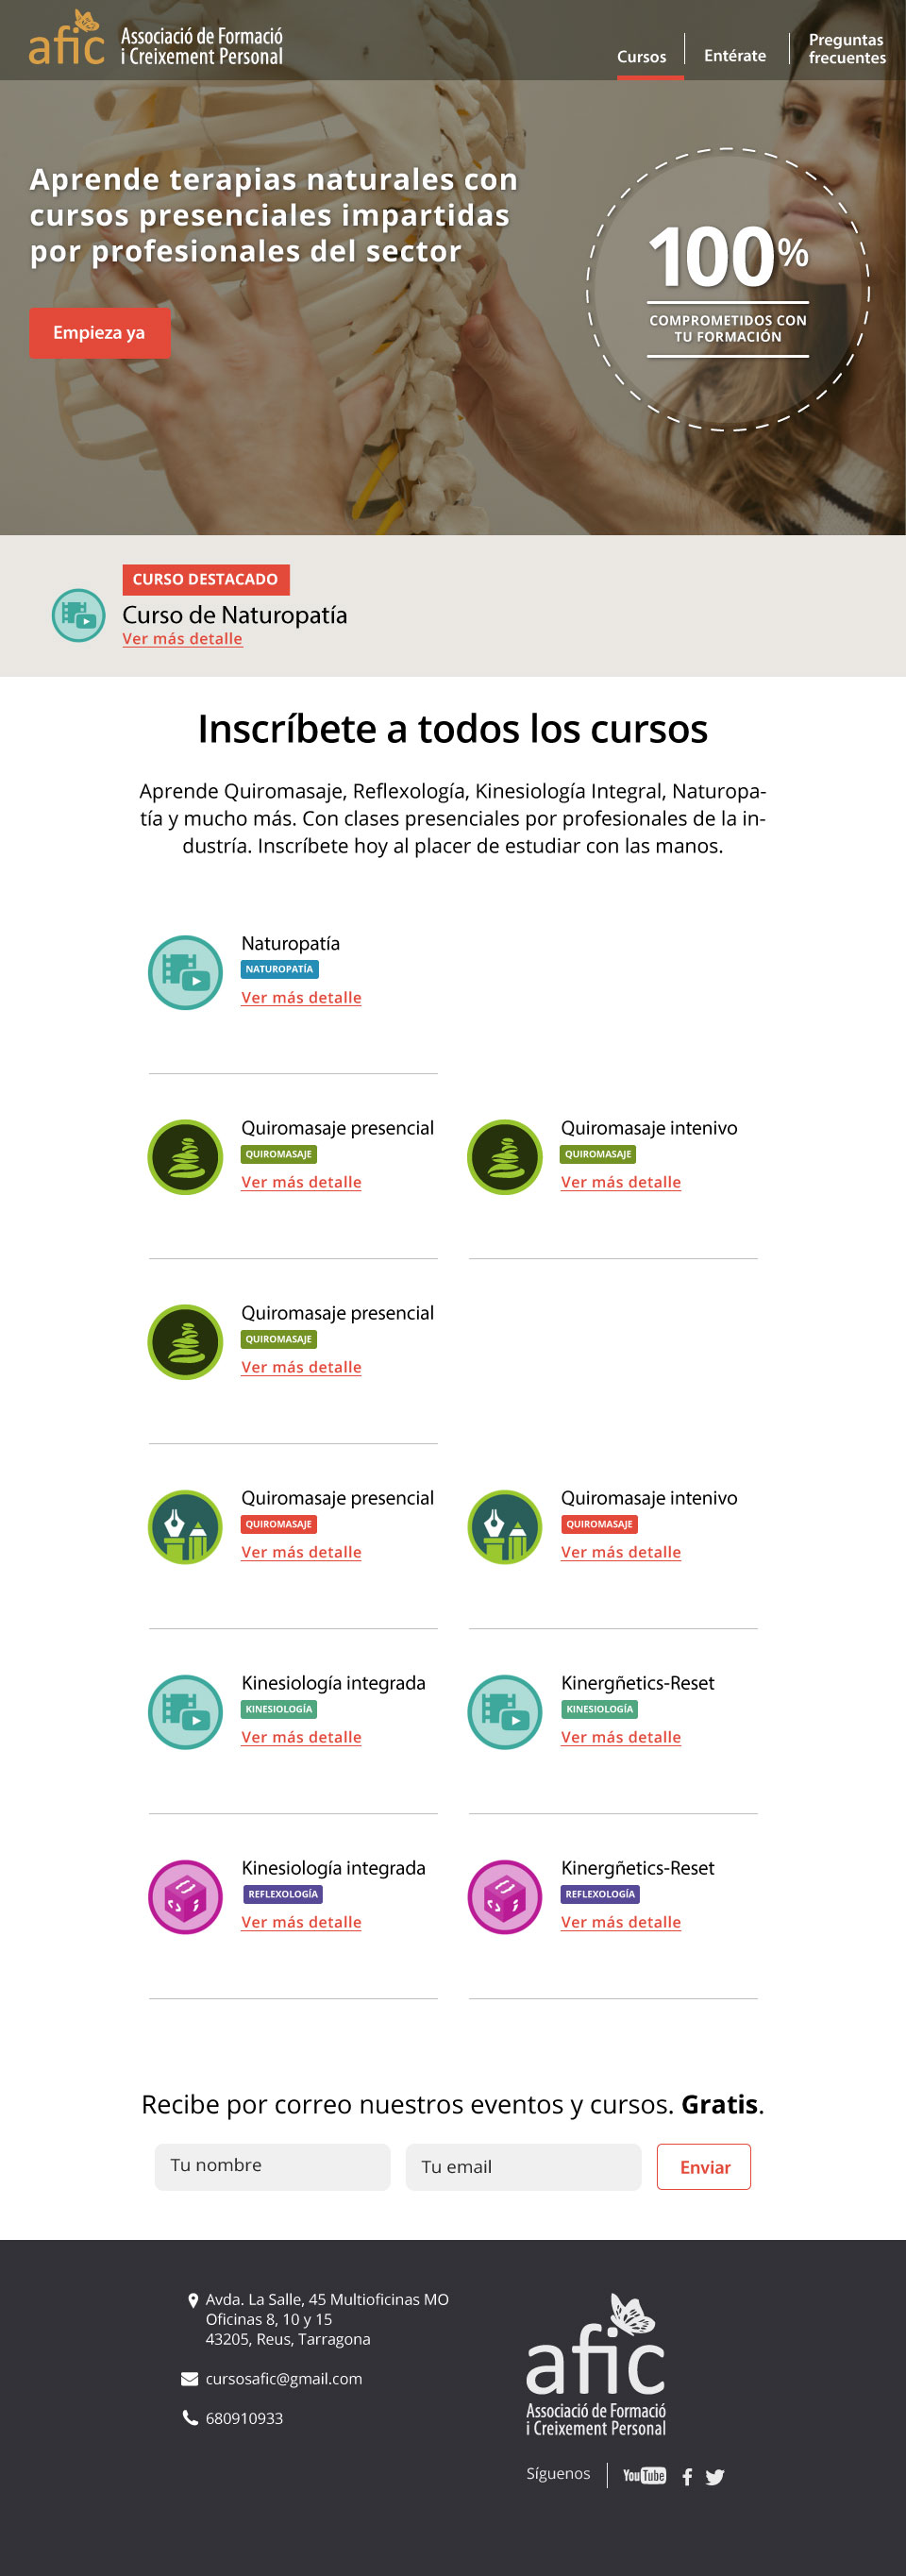 afic
Associació de Formació
i Creixement Personal
Cursos
Entérate
Preguntas
frecuentes
Aprende terapias naturales con
cursos presenciales impartidas
por profesionales del sector
Empieza ya
100%
COMPROMETIDOS CON
TU FORMACIÓN
CURSO DESTACADO
Curso de Naturopatía
Ver más detalle
Inscríbete a todos los cursos
Aprende Quiromasaje, Reflexología, Kinesiología Integral, Naturopa-
tía y mucho más. Con clases presenciales por profesionales de la in-
dustría. Inscríbete hoy al placer de estudiar con las manos.
Naturopatía
NATUROPATÍA
Ver más detalle
Quiromasaje presencial
QUIROMASAJE
Ver más detalle
Quiromasaje intenivo
QUIROMASAJE
Ver más detalle
Quiromasaje presencial
QUIROMASAJE
Ver más detalle
Quiromasaje presencial
QUIROMASAJE
Ver más detalle
Quiromasaje intenivo
QUIROMASAJE
Ver más detalle
Kinesiología integrada
KINESIOLOGÍA
Ver más detalle
Kinergñetics-Reset
KINESIOLOGÍA
Ver más detalle
Kinesiología integrada
REFLEXOLOGÍA
Ver más detalle
Kinergñetics-Reset
REFLEXOLOGÍA
Ver más detalle
Recibe por correo nuestros eventos y cursos. Gratis.
Tu nombre
Tu email
Enviar
Avda. La Salle, 45 Multioficinas MO
Oficinas 8, 10 y 15
43205, Reus, Tarragona
cursosafic@gmail.com
680910933
afic
Associació de Formació
i Creixement Personal
Síguenos
YouTube